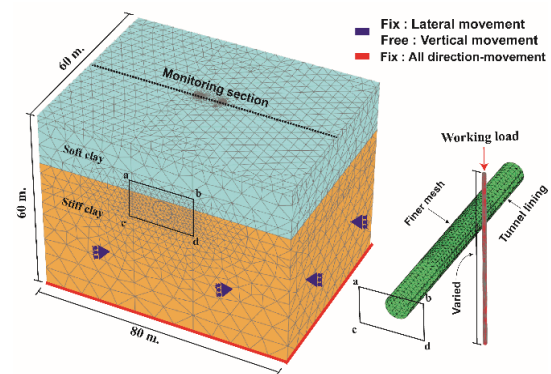 Fix : Lateral movement
Free : Vertical movement
Fix : All direction-movement
60 m.
Monitoring section
Soft clay
a
b
Stiff clay
c
d
60 m.
80 m.
Working load
Finer mesh
Tunnel lining
Varied
a
b
c
d